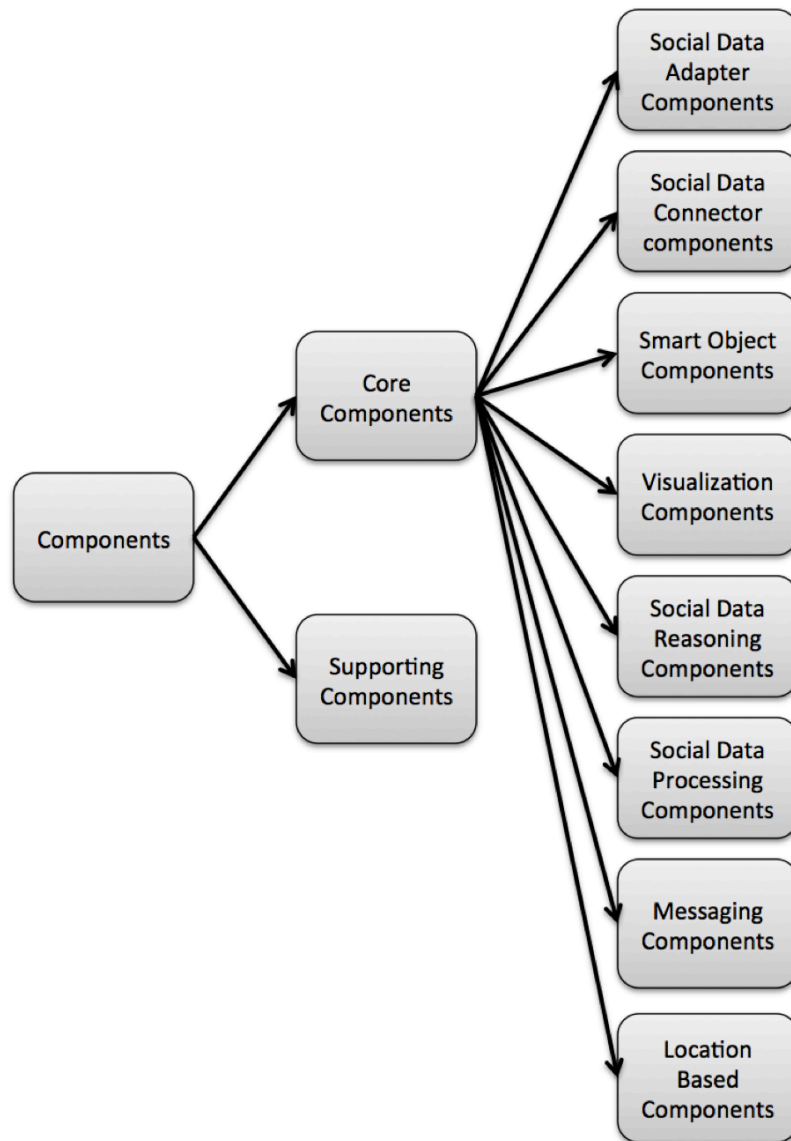 Components
Core
Components
Supporting
Components
Social Data
Adapter
Components
Social Data
Connector
components
Smart Object
Components
Visualization
Components
Social Data
Reasoning
Components
Social Data
Processing
Components
Messaging
Components
Location
Based
Components